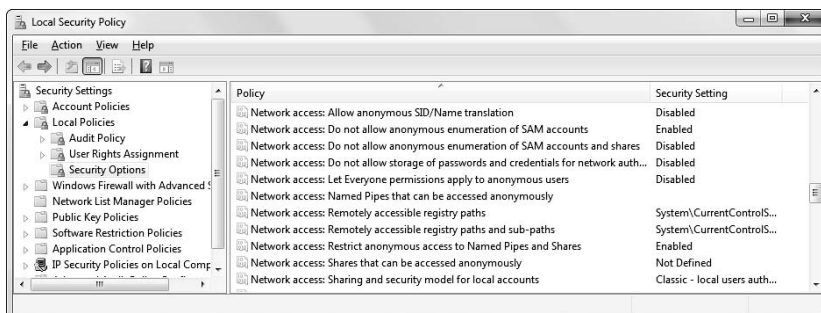 Local Security Policy
File Action View Help
Security Settings
Account Policies
Local Policies
Audit Policy
User Rights Assignment
Security Options
Windows Firewall with Advanced S
Network List Manager Policies
Public Key Policies
Software Restriction Policies
Application Control Policies
IP Security Policies on Local Comp
Policy Security Setting
Network access: Allow anonymous SID/Name translation Disabled
Network access: Do not allow anonymous enumeration of SAM accounts Enabled
Network access: Do not allow anonymous enumeration of SAM accounts and shares Disabled
Network access: Do not allow storage of passwords and credentials for network auth... Disabled
Network access: Let Everyone permissions apply to anonymous users Disabled
Network access: Named Pipes that can be accessed anonymously
Network access: Remotely accessible registry paths System\CurrentControlS...
Network access: Remotely accessible registry paths and sub-paths System\CurrentControlS...
Network access: Restrict anonymous access to Named Pipes and Shares Enabled
Network access: Shares that can be accessed anonymously Not Defined
Network access: Sharing and security model for local accounts Classic - local users auth...